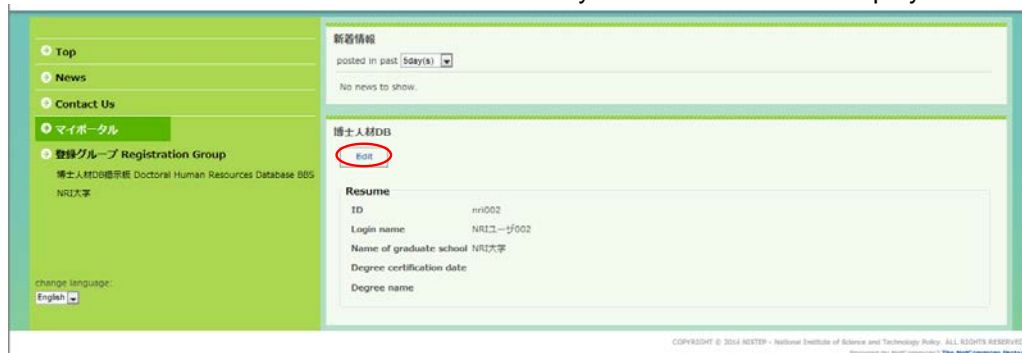 Top
News
Contact Us
マイポータル
登録グループ Registration Group
博士人材DB掲示板 Doctoral Human Resources Database BBS
NRI大学
change language:
English
新着情報
posted in past 5day(s)
No news to show.
博士人材DB
Edit
Resume
ID nri002
Login name NRIユーザ002
Name of graduate school NRI大学
Degree certification date
Degree name
COPYRIGHT © 2014 NISTEP - National Institute of Science and Technology Policy. ALL RIGHTS RESERVED